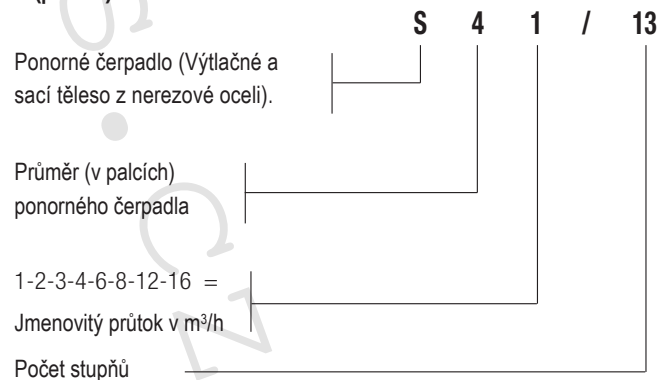 S 4 1 / 13
Ponorné čerpadlo (Výtlačné a
sací těleso z nerezové oceli).
Průměr (v palcích)
ponorného čerpadla
1-2-3-4-6-8-12-16 =
Jmenovitý průtok v m³/h
Počet stupňů